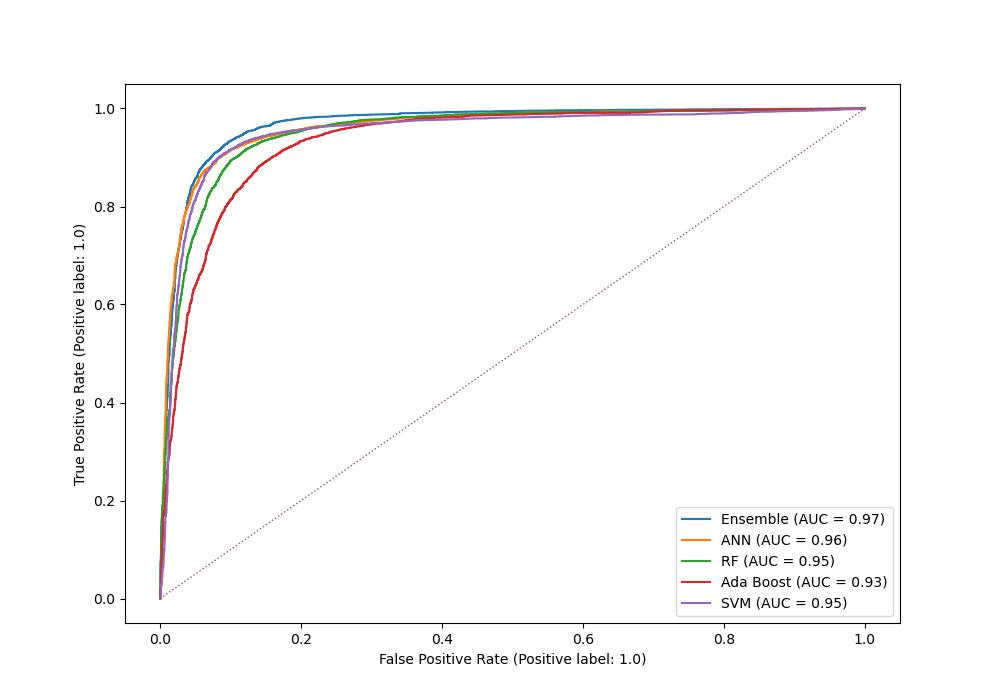 1.0
0.8
0.6
0.4
0.2
0.0
True Positive Rate (Positive label: 1.0)
0.0 0.2 0.4 0.6 0.8 1.0
False Positive Rate (Positive label: 1.0)
Ensemble (AUC = 0.97)
ANN (AUC = 0.96)
RF (AUC = 0.95)
Ada Boost (AUC = 0.93)
SVM (AUC = 0.95)